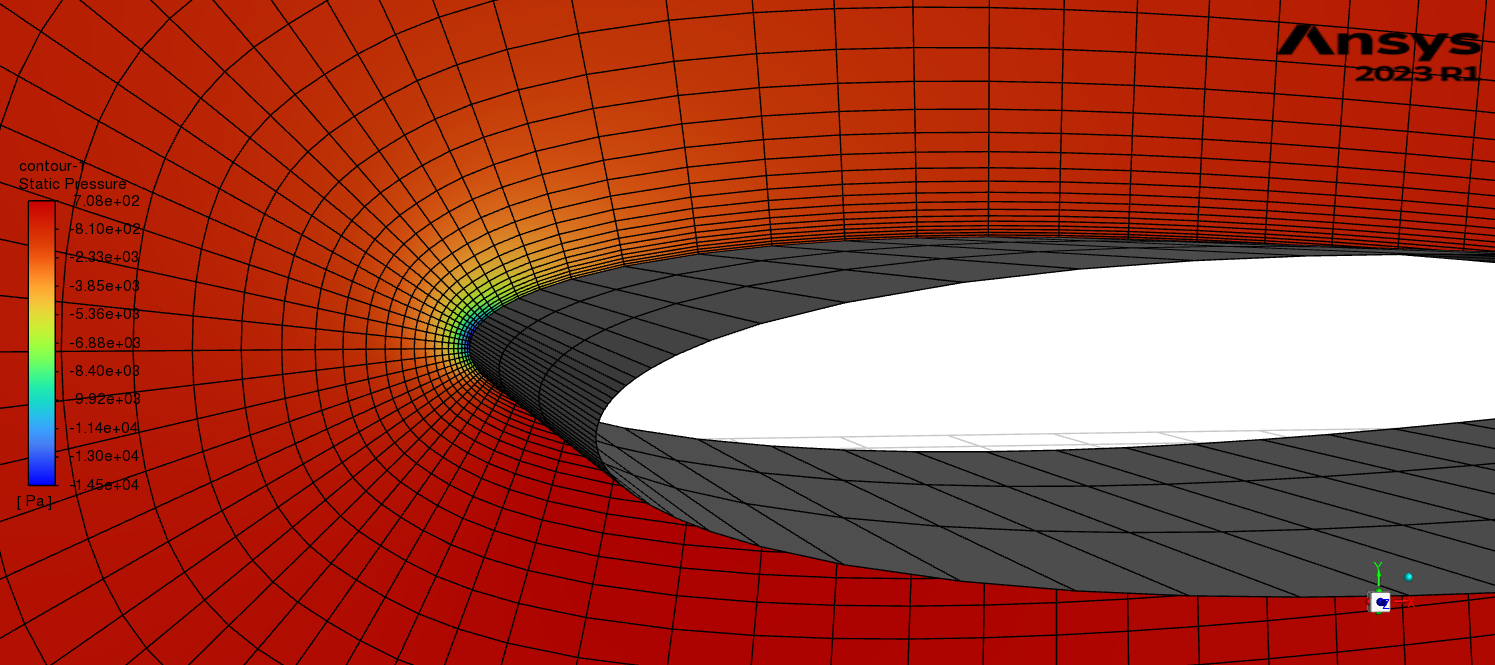 Ansys
2023 R1
contour-1
Static Pressure
7.08e+02
-8.10e+02
-2.33e+03
-3.85e+03
-5.36e+03
-6.88e+03
-8.40e+03
-9.92e+03
-1.14e+04
-1.30e+04
-1.45e+04
[ Pa ]
Y
Z